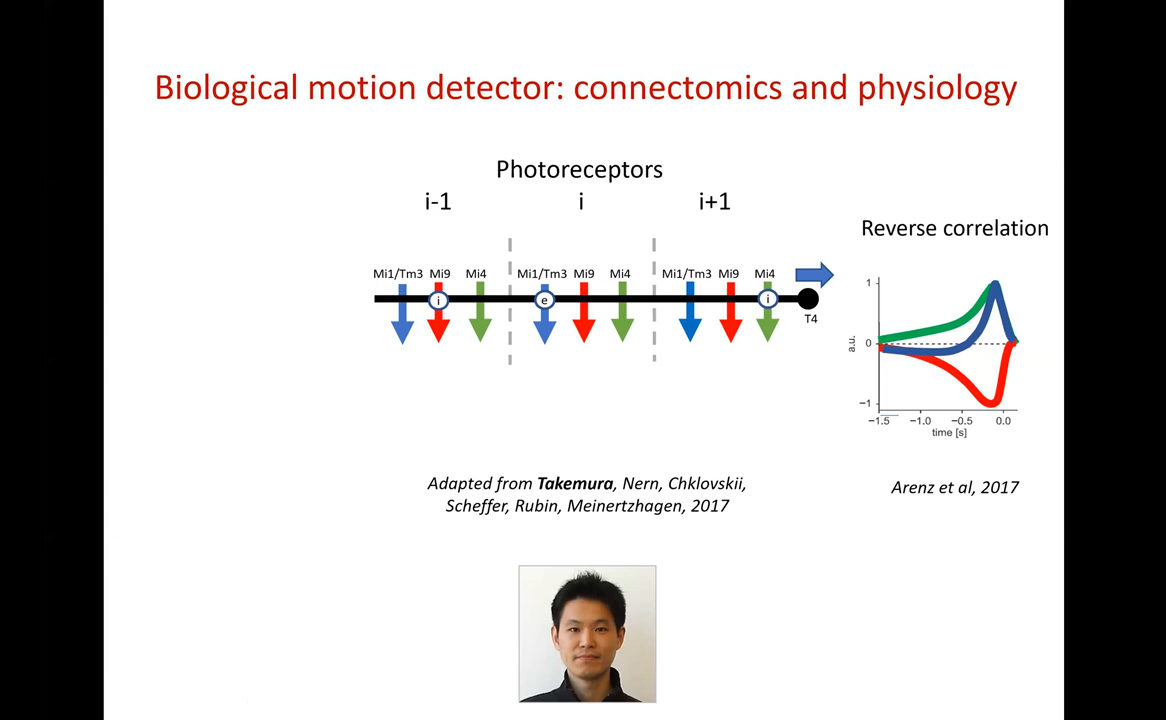 Biological motion detector: connectomics and physiology
Photoreceptors
i-1 i i+1
Mi1/Tm3 Mi9 Mi4 Mi1/Tm3 Mi9 Mi4 Mi1/Tm3 Mi9 Mi4
i e i
T4
Reverse correlation
1
0
−1
a.u.
−1.5 −1.0 −0.5 0.0
time [s]
Adapted from Takemura, Nern, Chklovskii,
Scheffer, Rubin, Meinertzhagen, 2017
Arenz et al, 2017